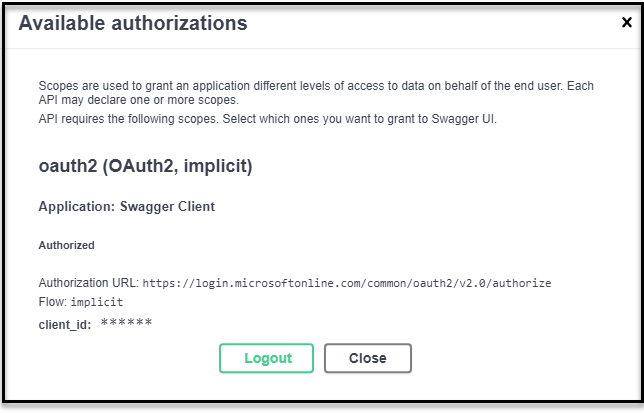 Available authorizations
Scopes are used to grant an application different levels of access to data on behalf of the end user. Each
API may declare one or more scopes.
API requires the following scopes. Select which ones you want to grant to Swagger UI.
oauth2 (OAuth2, implicit)
Application: Swagger Client
Authorized
Authorization URL: https://login.microsoftonline.com/common/oauth2/v2.0/authorize
Flow: implicit
client_id: ******
Logout Close